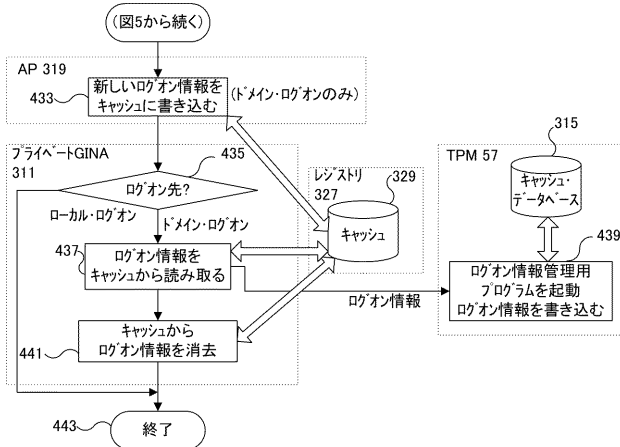 (図5から続く)
AP 319
433
新しいログオン情報を
キャッシュに書き込む
(ドメイン・ログオンのみ)
プライベートGINA
311
435
ログオン先?
ローカル・ログオン
ドメイン・ログオン
レジストリ
327
329
キャッシュ
437
ログオン情報を
キャッシュから読み取る
ログオン情報
TPM 57
315
キャッシュ・
データベース
439
ログオン情報管理用
プログラムを起動
ログオン情報を書き込む
441
キャッシュから
ログオン情報を消去
443
終了